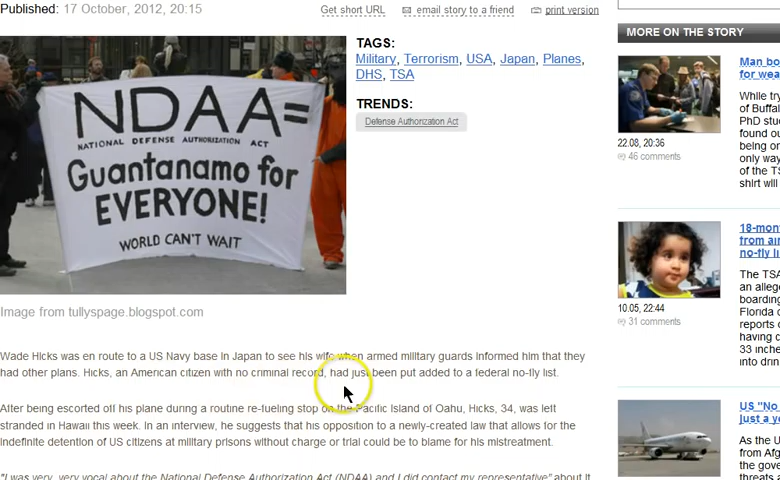 Published: 17 October, 2012, 20:15
Get short URL
email story to a friend
print version
NDAA=
NATIONAL DEFENSE AUTHORIZATION ACT
Guantanamo for
EVERYONE!
WORLD CAN'T WAIT
TAGS:
Military, Terrorism, USA, Japan, Planes,
DHS, TSA
TRENDS:
Defense Authorization Act
Image from tullyspage.blogspot.com
Wade Hicks was en route to a US Navy base in Japan to see his wife when armed military guards informed him that they
had other plans. Hicks, an American citizen with no criminal record, had just been put added to a federal no-fly list.
After being escorted off his plane during a routine re-fueling stop on the Pacific Island of Oahu, Hicks, 34, was left
stranded in Hawaii this week. In an interview, he suggests that his opposition to a newly-created law that allows for the
indefinite detention of US citizens at military prisons without charge or trial could be to blame for his mistreatment.
"I was very, very vocal about the National Defense Authorization Act (NDAA) and I did contact my representative" about it
MORE ON THE STORY
Man bo
for wea
While try
of Buffal
PhD stu
found ou
being on
only way
of the TS
shirt will
22.08, 20:36
46 comments
18-mon
from air
no-fly li
The TSA
an alleg
boarding
Florida
reports
having c
33 inche
into drin
10.05, 22:44
31 comments
US "No
just a yo
As the U
from Afg
the gove
threats a